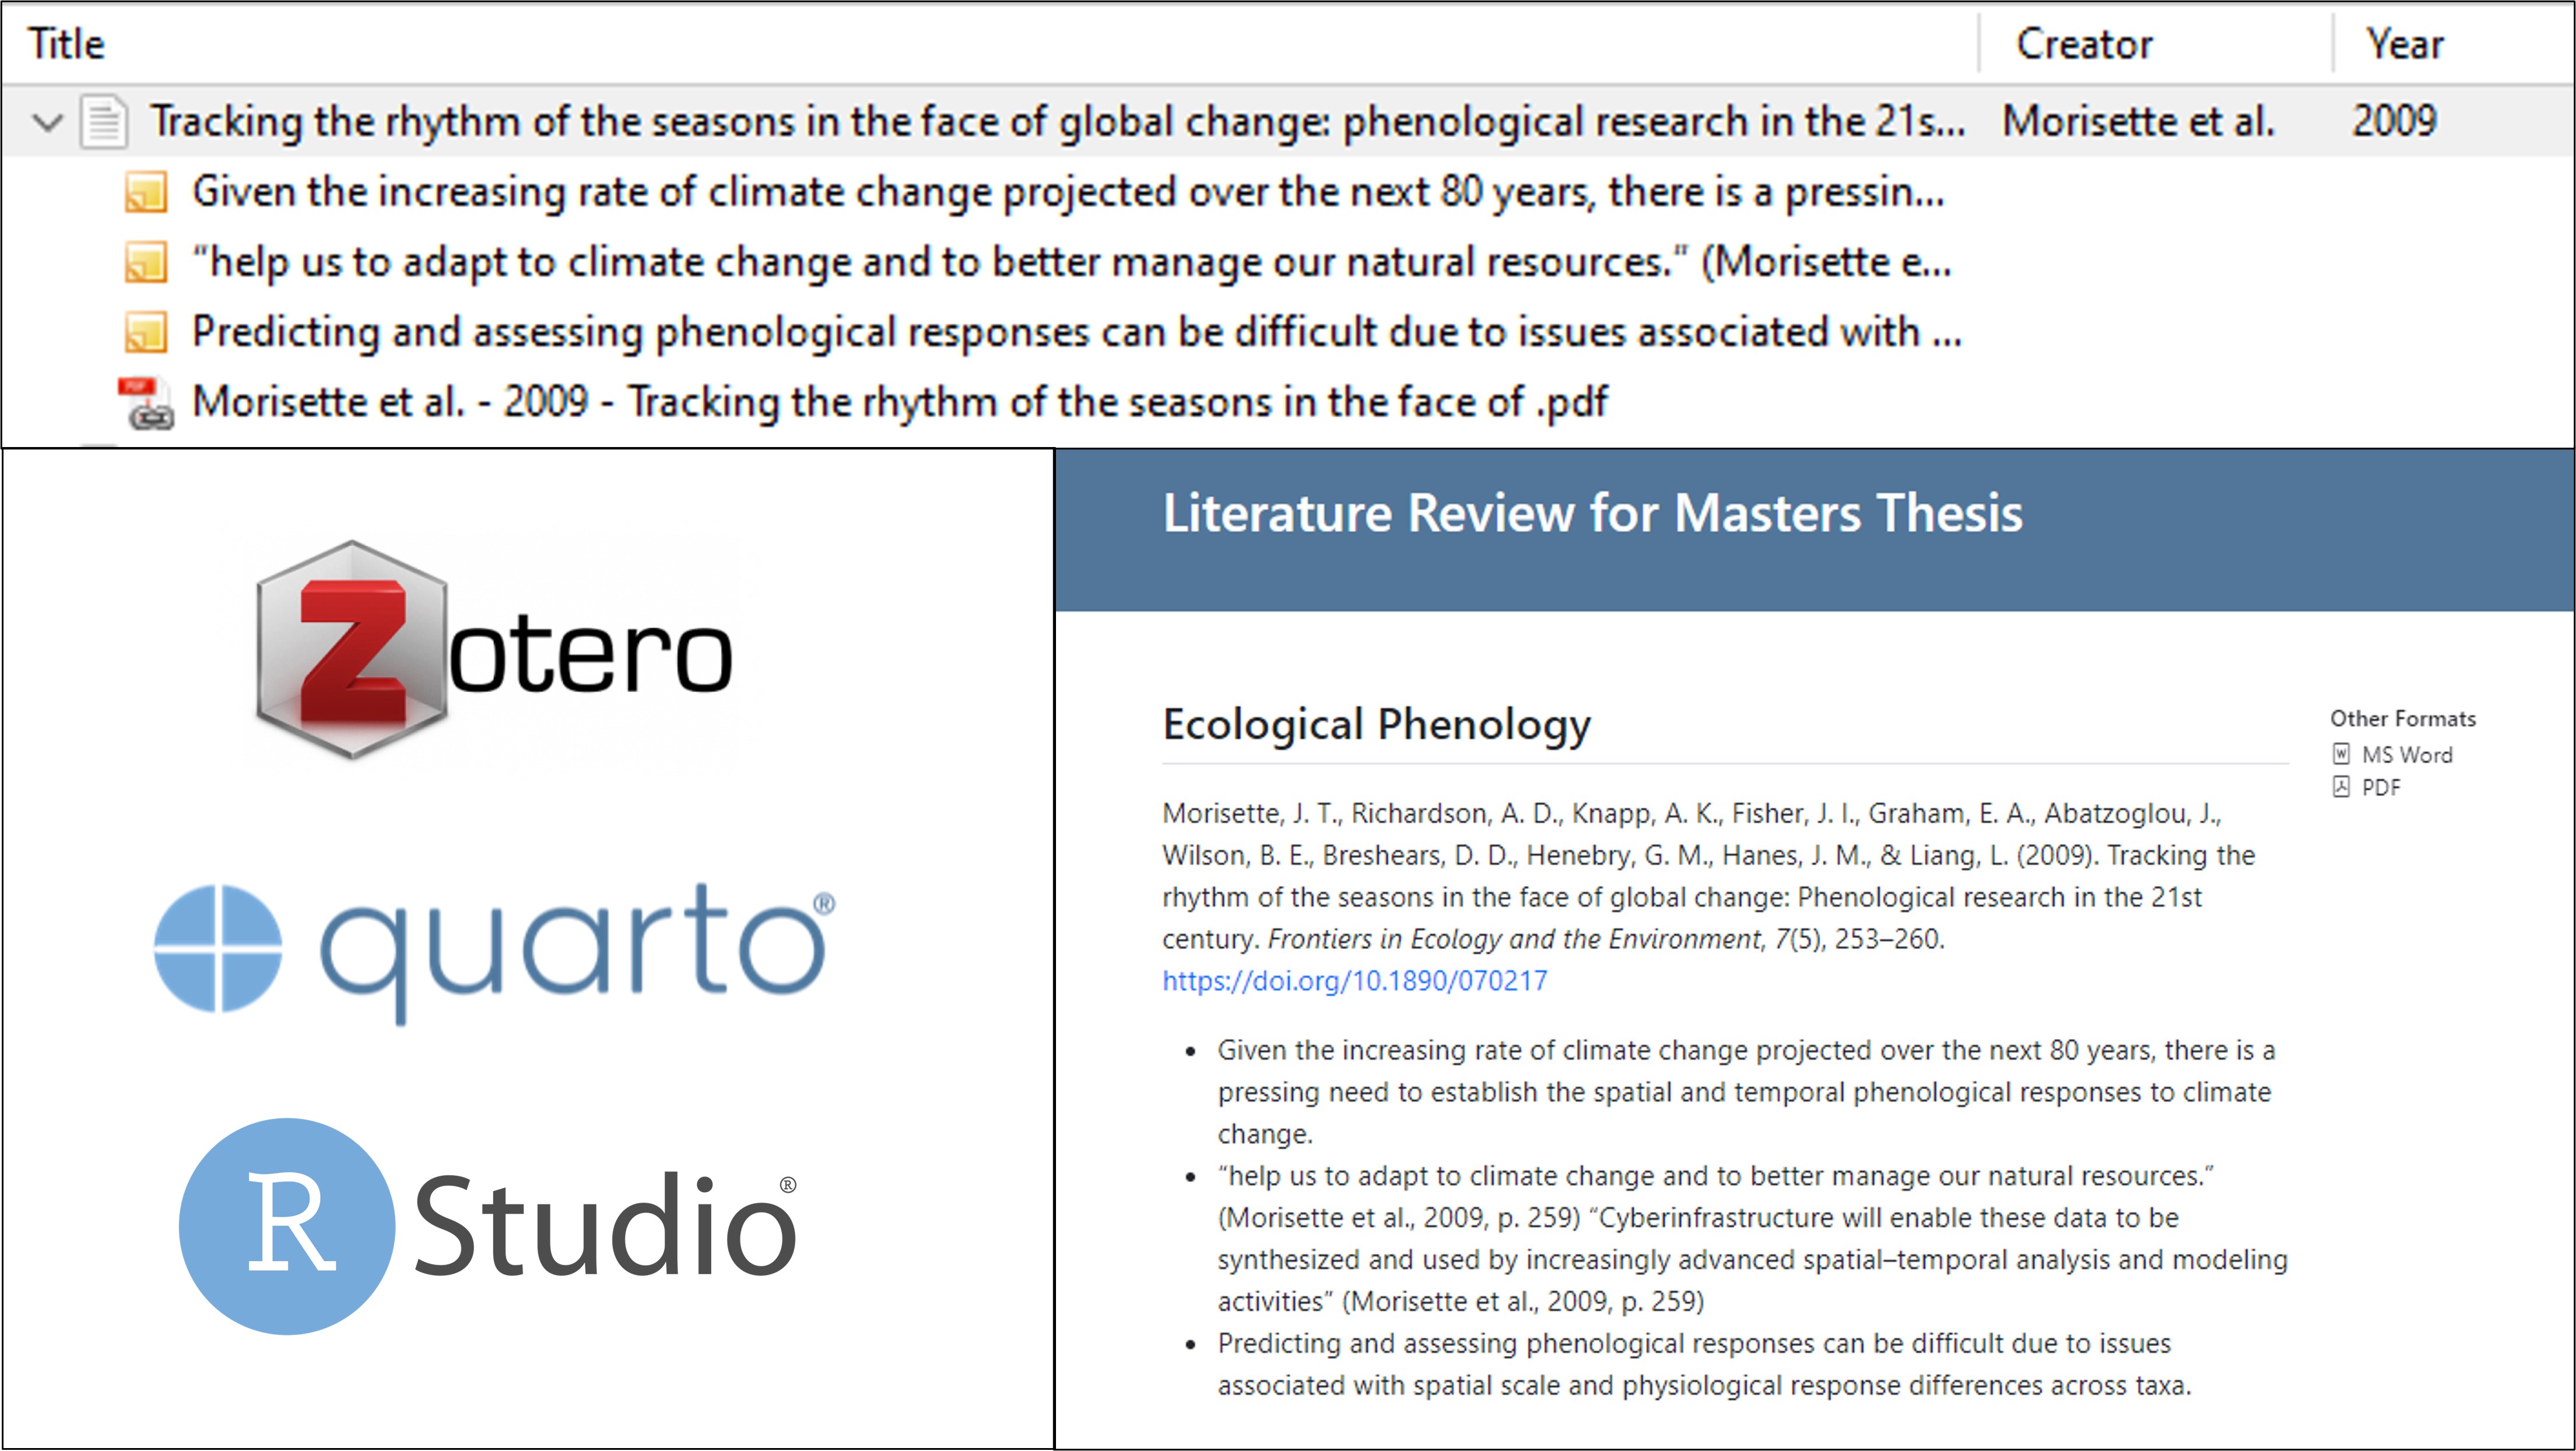 Title Creator Year
Tracking the rhythm of the seasons in the face of global change: phenological research in the 21s... Morisette et al. 2009
Given the increasing rate of climate change projected over the next 80 years, there is a pressin...
“help us to adapt to climate change and to better manage our natural resources.” (Morisette e...
Predicting and assessing phenological responses can be difficult due to issues associated with ...
PDF
Morisette et al. - 2009 - Tracking the rhythm of the seasons in the face of .pdf
Zotero
quarto®
R Studio®
Literature Review for Masters Thesis
Ecological Phenology
Morisette, J. T., Richardson, A. D., Knapp, A. K., Fisher, J. I., Graham, E. A., Abatzoglou, J.,
Wilson, B. E., Breshears, D. D., Henebry, G. M., Hanes, J. M., & Liang, L. (2009). Tracking the
rhythm of the seasons in the face of global change: Phenological research in the 21st
century. Frontiers in Ecology and the Environment, 7(5), 253–260.
https://doi.org/10.1890/070217
Given the increasing rate of climate change projected over the next 80 years, there is a
pressing need to establish the spatial and temporal phenological responses to climate
change.
“help us to adapt to climate change and to better manage our natural resources.”
(Morisette et al., 2009, p. 259) “Cyberinfrastructure will enable these data to be
synthesized and used by increasingly advanced spatial–temporal analysis and modeling
activities” (Morisette et al., 2009, p. 259)
Predicting and assessing phenological responses can be difficult due to issues
associated with spatial scale and physiological response differences across taxa.
Other Formats
MS Word
PDF